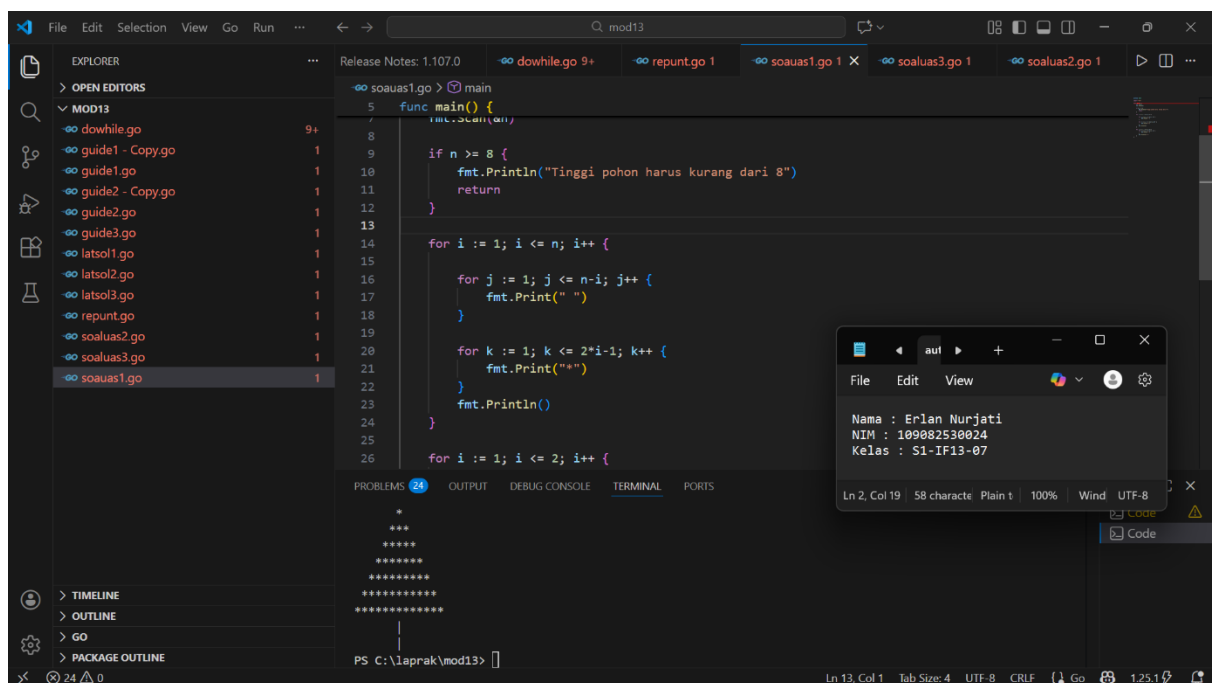 File Edit Selection View Go Run ... mod13
EXPLORER ...
Release Notes: 1.107.0 dowhile.go 9+ repunt.go 1 soauas1.go 1 soaluas3.go 1 soaluas2.go 1 ...
OPEN EDITORS
MOD13
dowhile.go 9+
guide1 - Copy.go 1
guide1.go 1
guide2 - Copy.go 1
guide2.go 1
guide3.go 1
latsol1.go 1
latsol2.go 1
latsol3.go 1
repunt.go 1
soaluas2.go 1
soaluas3.go 1
soauas1.go 1
TIMELINE
OUTLINE
GO
PACKAGE OUTLINE
soauas1.go > main
5 func main() {
7 fmt.Scan(&n)
8
9 if n >= 8 {
10 fmt.Println("Tinggi pohon harus kurang dari 8")
11 return
12 }
13
14 for i := 1; i <= n; i++ {
15
16 for j := 1; j <= n-i; j++ {
17 fmt.Print(" ")
18 }
19
20 for k := 1; k <= 2*i-1; k++ {
21 fmt.Print("*")
22 }
23 fmt.Println()
24 }
25
26 for i := 1; i <= 2; i++ {
PROBLEMS 24 OUTPUT DEBUG CONSOLE TERMINAL PORTS
*
***
*****
*******
*********
***********
*************
|
|
PS C:\laprak\mod13>
Code
Code
File Edit View
Nama : Erlan Nurjati
NIM : 109082530024
Kelas : S1-IF13-07
Ln 2, Col 19 58 characte Plain t 100% Wind UTF-8
24 0 Ln 13, Col 1 Tab Size: 4 UTF-8 CRLF {} Go 1.25.1